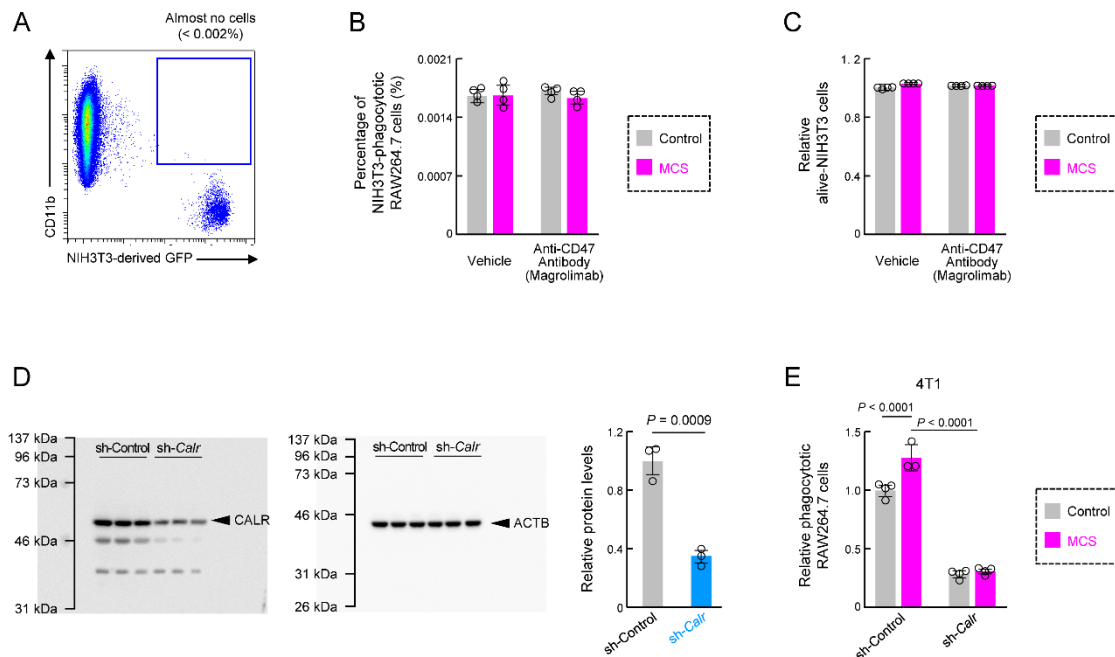 A
Almost no cells
(< 0.002%)
CD11b
NIH3T3-derived GFP
B
Percentage of
NIH3T3-phagocytotic
RAW264.7 cells (%)
0.0021
0.0014
0.0007
0
Vehicle
Anti-CD47
Antibody
(Magrolimab)
Control
MCS
C
Relative
alive-NIH3T3 cells
1.2
0.8
0.4
0
Vehicle
Anti-CD47
Antibody
(Magrolimab)
Control
MCS
D
137 kDa
96 kDa
73 kDa
46 kDa
31 kDa
sh-Control sh-Calr
CALR
137 kDa
96 kDa
73 kDa
46 kDa
31 kDa
26 kDa
sh-Control sh-Calr
ACTB
Relative protein levels
P = 0.0009
1.2
0.8
0.4
0
sh-Control
sh-Calr
E
4T1
P < 0.0001
P < 0.0001
Relative phagocytotic
RAW264.7 cells
1.5
1.0
0.5
0
sh-Control
sh-Calr
Control
MCS